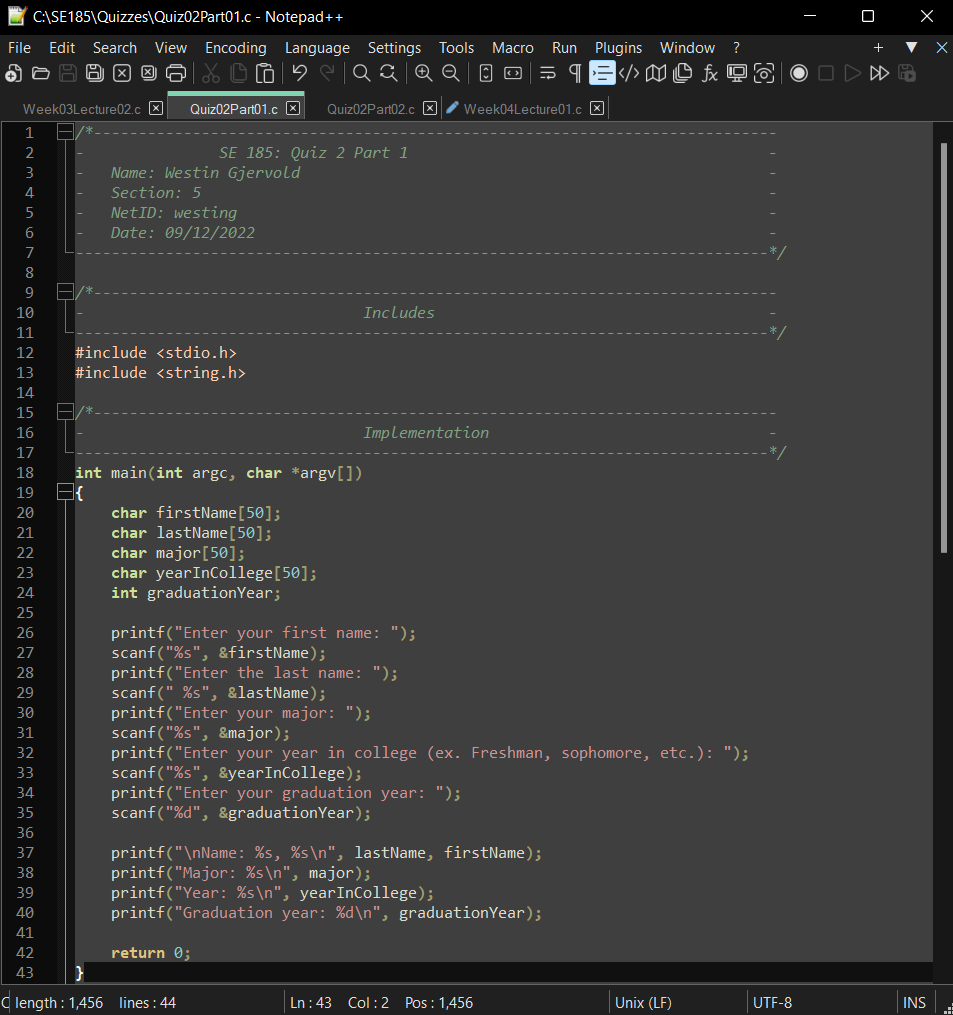 C:\SE185\Quizzes\Quiz02Part01.c - Notepad++
File Edit Search View Encoding Language Settings Tools Macro Run Plugins Window ? + ▼ X
Week03Lecture02.c Quiz02Part01.c Quiz02Part02.c Week04Lecture01.c
1 /*----------------------------------------------------------------------------
2 - SE 185: Quiz 2 Part 1 -
3 - Name: Westin Gjervold -
4 - Section: 5 -
5 - NetID: westing -
6 - Date: 09/12/2022 -
7 -----------------------------------------------------------------------------*/
8
9 /*----------------------------------------------------------------------------
10 - Includes -
11 -----------------------------------------------------------------------------*/
12 #include <stdio.h>
13 #include <string.h>
14
15 /*----------------------------------------------------------------------------
16 - Implementation -
17 -----------------------------------------------------------------------------*/
18 int main(int argc, char *argv[])
19 {
20 char firstName[50];
21 char lastName[50];
22 char major[50];
23 char yearInCollege[50];
24 int graduationYear;
25
26 printf("Enter your first name: ");
27 scanf("%s", &firstName);
28 printf("Enter the last name: ");
29 scanf(" %s", &lastName);
30 printf("Enter your major: ");
31 scanf("%s", &major);
32 printf("Enter your year in college (ex. Freshman, sophomore, etc.): ");
33 scanf("%s", &yearInCollege);
34 printf("Enter your graduation year: ");
35 scanf("%d", &graduationYear);
36
37 printf("\nName: %s, %s\n", lastName, firstName);
38 printf("Major: %s\n", major);
39 printf("Year: %s\n", yearInCollege);
40 printf("Graduation year: %d\n", graduationYear);
41
42 return 0;
43 }
C length : 1,456 lines : 44 Ln : 43 Col : 2 Pos : 1,456 Unix (LF) UTF-8 INS